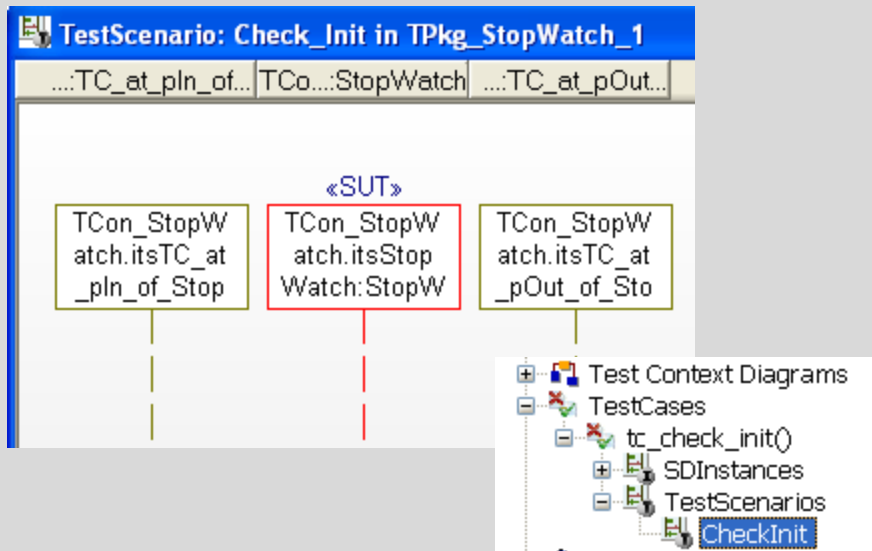 TestScenario: Check_Init in TPkg_StopWatch_1
...:TC_at_pIn_of... TCo...:StopWatch ...:TC_at_pOut...
«SUT»
TCon_StopW
atch.itsTC_at
_pIn_of_Stop
TCon_StopW
atch.itsStop
Watch:StopW
TCon_StopW
atch.itsTC_at
_pOut_of_Sto
Test Context Diagrams
TestCases
tc_check_init()
SDInstances
TestScenarios
CheckInit